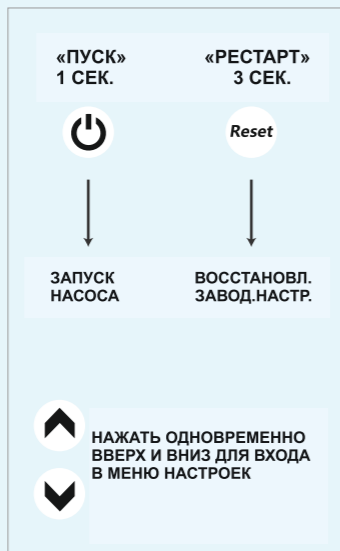 «ПУСК»
1 СЕК.
«РЕСТАРТ»
3 СЕК.
Reset
ЗАПУСК
НАСОСА
ВОССТАНОВЛ.
ЗАВОД.НАСТР.
НАЖАТЬ ОДНОВРЕМЕННО
ВВЕРХ И ВНИЗ ДЛЯ ВХОДА
В МЕНЮ НАСТРОЕК